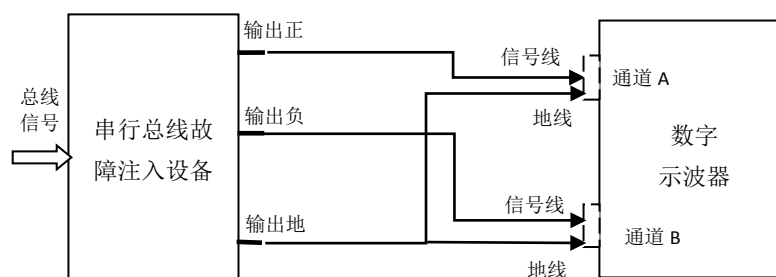 输出正
信号线
通道 A
总线
信号
地线
串行总线故
障注入设备
输出负
数字
示波器
信号线
输出地
通道 B
地线